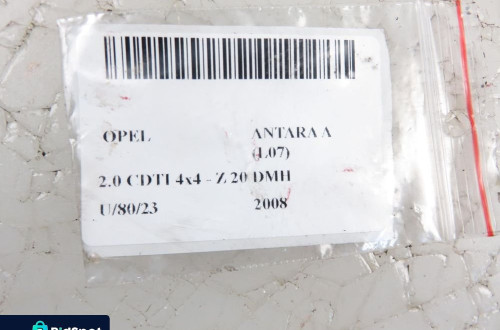 OPEL ANTARA A
(L07)
2.0 CDTI 4x4 - Z 20 DMH
U/80/23 2008